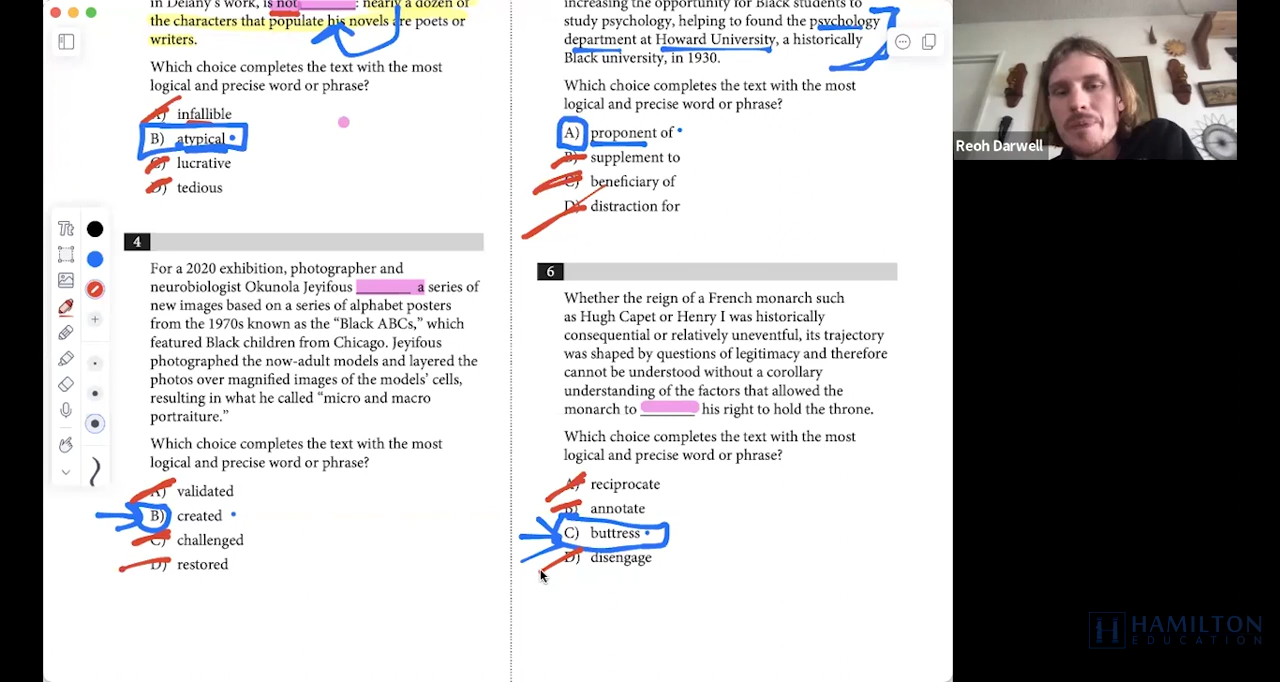 in Delany's work, is not ______: nearly a dozen of
the characters that populate his novels are poets or
writers.
Which choice completes the text with the most
logical and precise word or phrase?
A) infallible
B) atypical
C) lucrative
D) tedious
4
For a 2020 exhibition, photographer and
neurobiologist Okunola Jeyifous ______ a series of
new images based on a series of alphabet posters
from the 1970s known as the “Black ABCs,” which
featured Black children from Chicago. Jeyifous
photographed the now-adult models and layered the
photos over magnified images of the models’ cells,
resulting in what he called “micro and macro
portraiture.”
Which choice completes the text with the most
logical and precise word or phrase?
A) validated
B) created
C) challenged
D) restored
increasing the opportunity for Black students to
study psychology, helping to found the psychology
department at Howard University, a historically
Black university, in 1930.
Which choice completes the text with the most
logical and precise word or phrase?
A) proponent of
B) supplement to
C) beneficiary of
D) distraction for
6
Whether the reign of a French monarch such
as Hugh Capet or Henry I was historically
consequential or relatively uneventful, its trajectory
was shaped by questions of legitimacy and therefore
cannot be understood without a corollary
understanding of the factors that allowed the
monarch to ______ his right to hold the throne.
Which choice completes the text with the most
logical and precise word or phrase?
A) reciprocate
B) annotate
C) buttress
D) disengage
Tt
Reoh Darwell
HAMILTON
EDUCATION